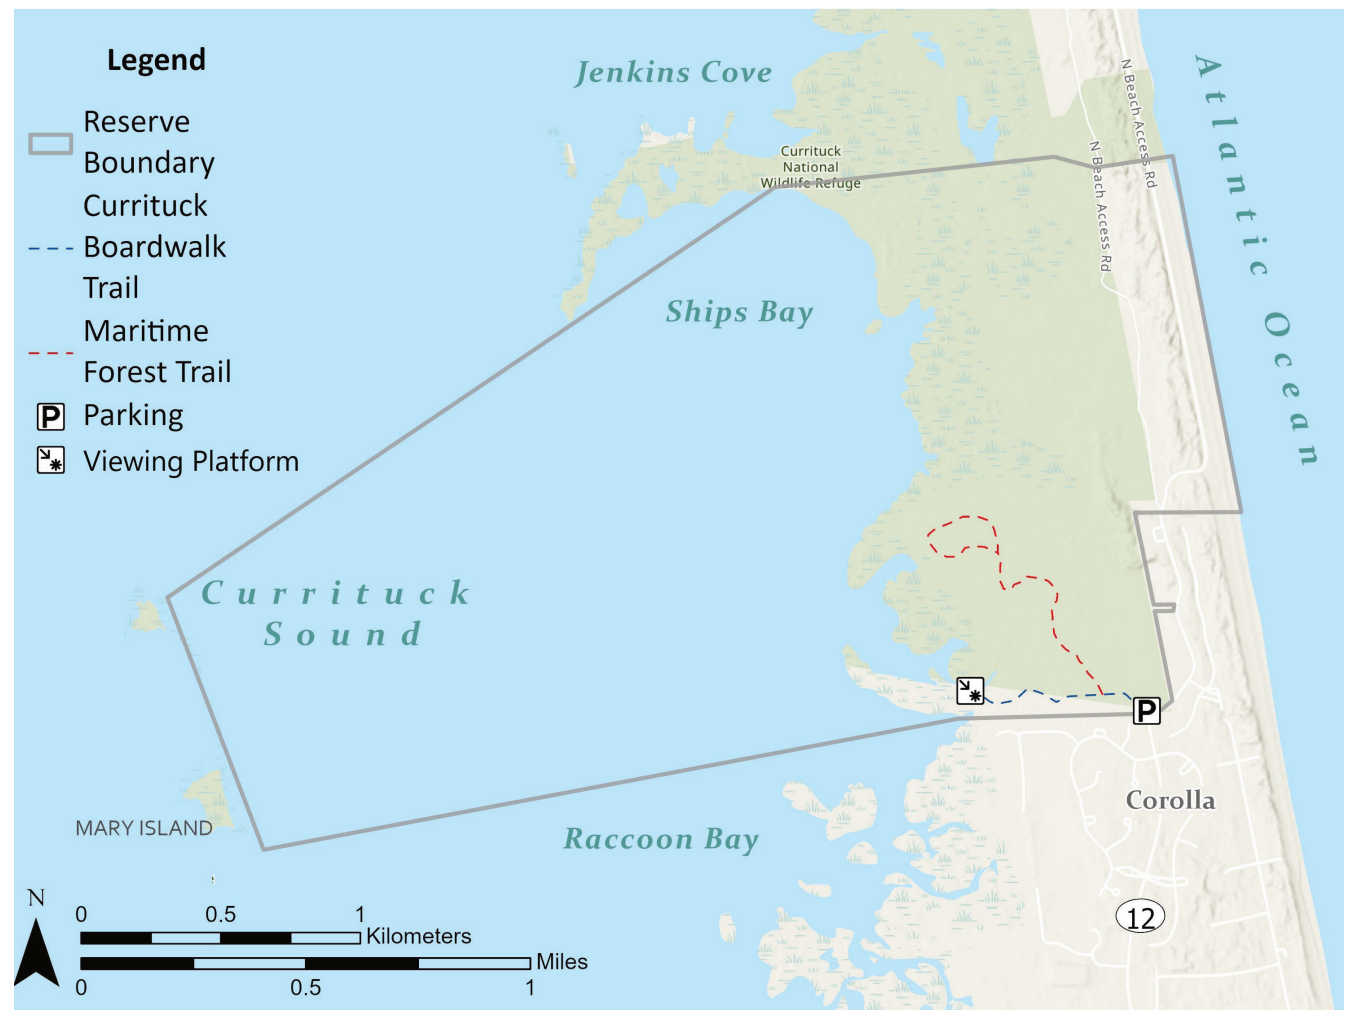 Legend
Reserve
Boundary
Currituck
Boardwalk
Trail
Maritime
Forest Trail
P Parking
Viewing Platform
Jenkins Cove
Currituck
National
Wildlife Refuge
N Beach Access Rd
N Beach Access Rd
Atlantic Ocean
Ships Bay
Currituck
Sound
P
Corolla
MARY ISLAND
Raccoon Bay
12
N
0 0.5 1
Kilometers
Miles
0 0.5 1